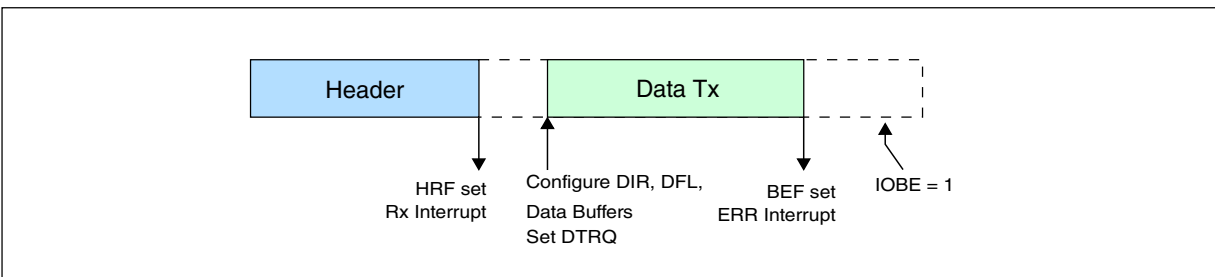 Header
Data Tx
HRF set
Rx Interrupt
Configure DIR, DFL,
Data Buffers
Set DTRQ
BEF set
ERR Interrupt
IOBE = 1